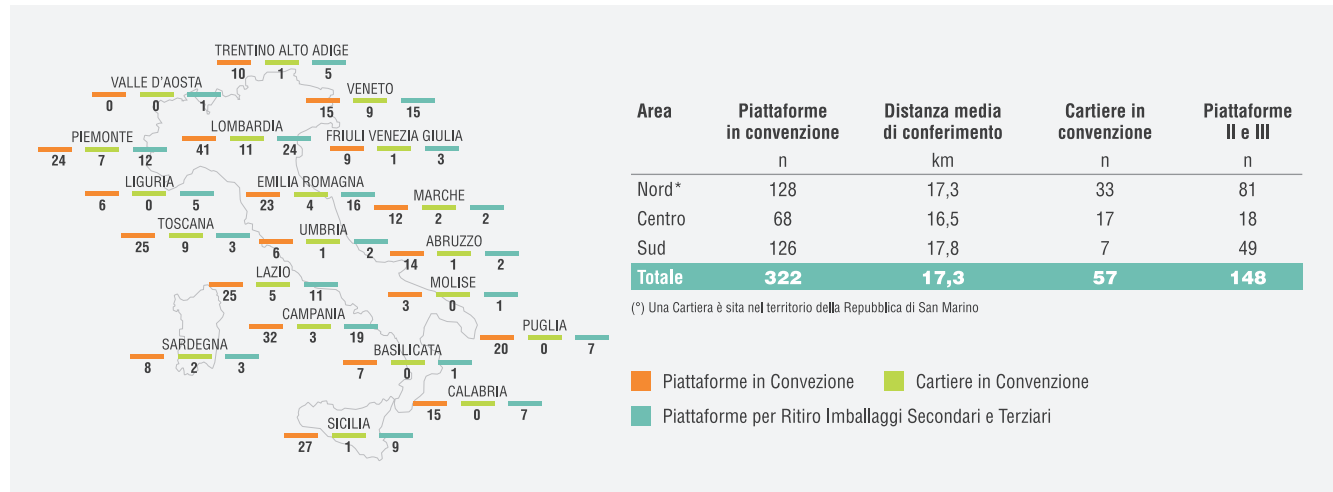 TRENTINO ALTO ADIGE
10 1 5
VALLE D'AOSTA
0 0 1
VENETO
15 9 15
LOMBARDIA
41 11 24
FRIULI VENEZIA GIULIA
9 1 3
PIEMONTE
24 7 12
LIGURIA
6 0 5
EMILIA ROMAGNA
23 4 16
MARCHE
12 2 2
TOSCANA
25 9 3
UMBRIA
6 1 2
ABRUZZO
14 1 2
LAZIO
25 5 11
MOLISE
3 0 1
CAMPANIA
32 3 19
PUGLIA
20 0 7
SARDEGNA
8 2 3
BASILICATA
7 0 1
CALABRIA
15 0 7
SICILIA
27 1 9
Area Piattaforme in convenzione Distanza media di conferimento Cartiere in convenzione Piattaforme II e III
n km n n
Nord* 128 17,3 33 81
Centro 68 16,5 17 18
Sud 126 17,8 7 49
Totale 322 17,3 57 148
(°) Una Cartiera è sita nel territorio della Repubblica di San Marino
Piattaforme in Convezione Cartiere in Convenzione
Piattaforme per Ritiro Imballaggi Secondari e Terziari